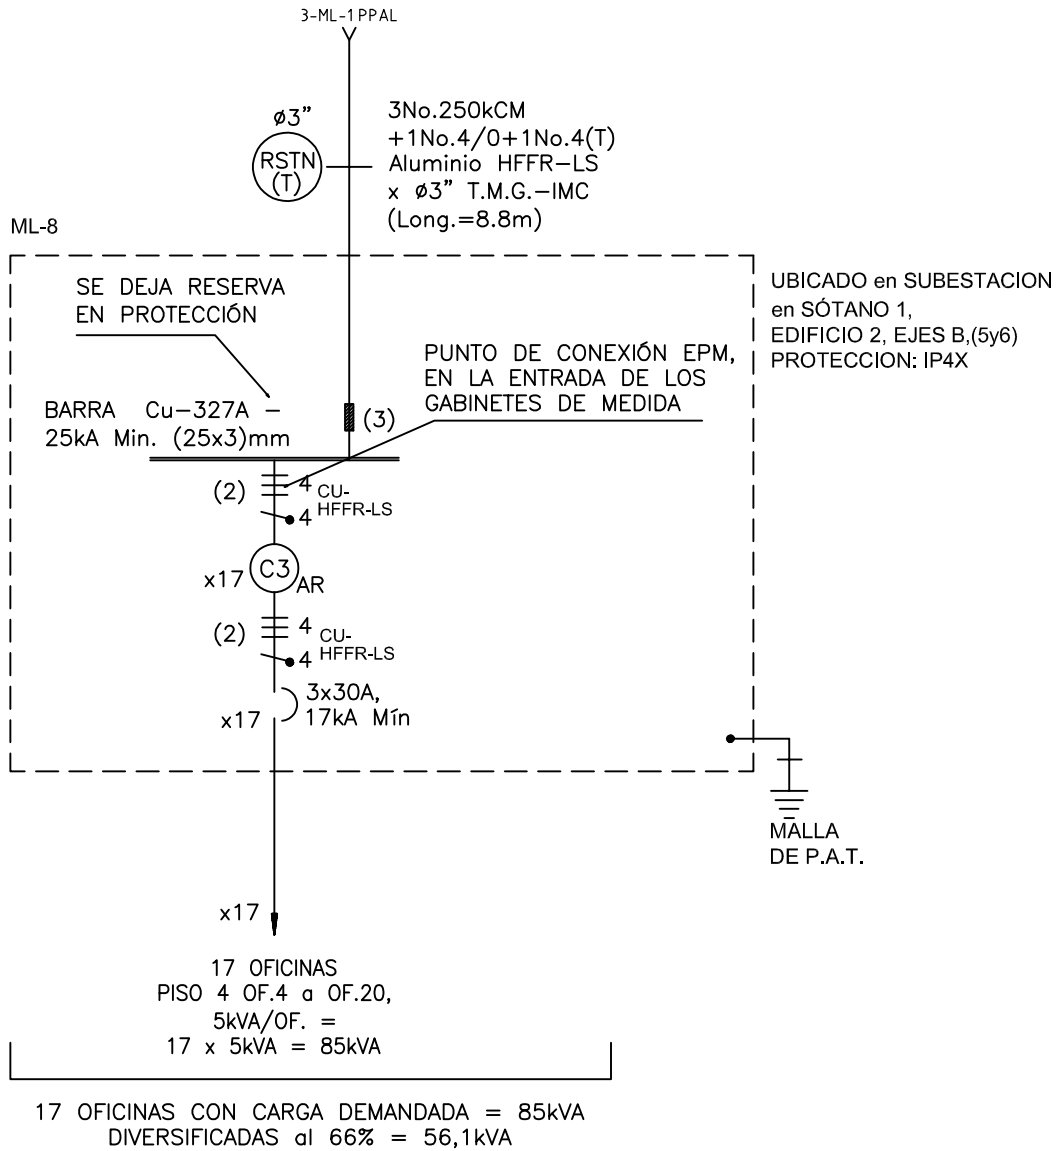 3-ML-1PPAL
ø3"
RSTN
(T)
3No.250kCM
+1No.4/0+1No.4(T)
Aluminio HFFR-LS
x ø3" T.M.G.-IMC
(Long.=8.8m)
ML-8
SE DEJA RESERVA
EN PROTECCIÓN
UBICADO en SUBESTACION
en SÓTANO 1,
EDIFICIO 2, EJES B,(5y6)
PROTECCION: IP4X
PUNTO DE CONEXIÓN EPM,
EN LA ENTRADA DE LOS
GABINETES DE MEDIDA
BARRA Cu-327A -
25kA Min. (25x3)mm
(3)
(2)
4
CU-
HFFR-LS
4
x17
C3
AR
(2)
4
CU-
HFFR-LS
4
3x30A,
17kA Mín
x17
MALLA
DE P.A.T.
x17
17 OFICINAS
PISO 4 OF.4 a OF.20,
5kVA/OF. =
17 x 5kVA = 85kVA
17 OFICINAS CON CARGA DEMANDADA = 85kVA
DIVERSIFICADAS al 66% = 56,1kVA